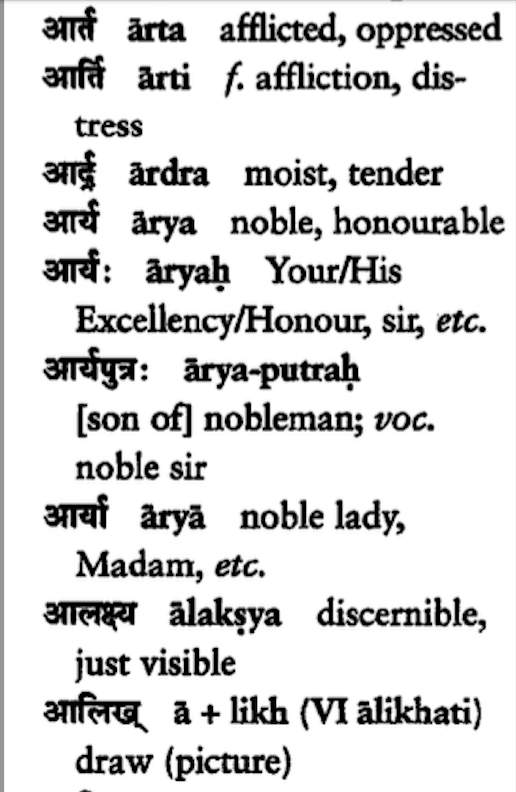 आर्त ārta afflicted, oppressed
आर्ति ārti f. affliction, dis-
tress
आर्द्र ārdra moist, tender
आर्य ārya noble, honourable
आर्यः āryaḥ Your/His
Excellency/Honour, sir, etc.
आर्यपुत्रः ārya-putraḥ
[son of] nobleman; voc.
noble sir
आर्या āryā noble lady,
Madam, etc.
आलक्ष्य ālakṣya discernible,
just visible
आलिख् ā + likh (VI ālikhati)
draw (picture)